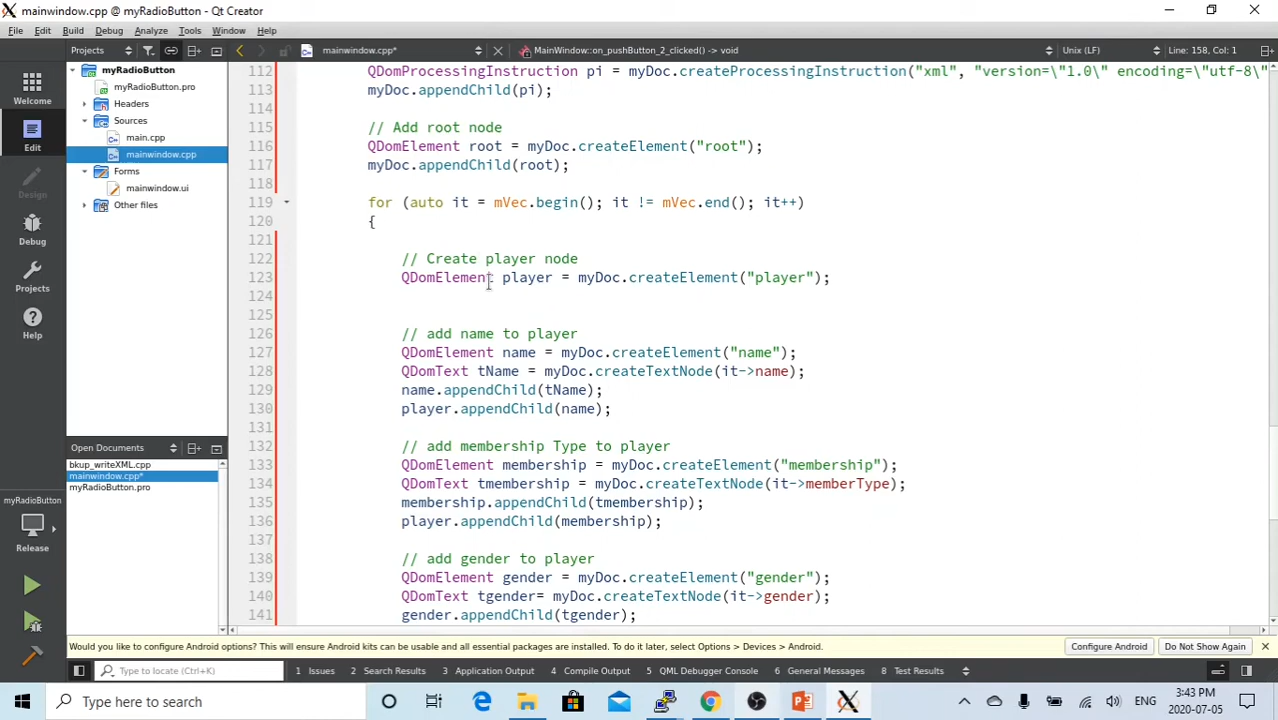 mainwindow.cpp @ myRadioButton - Qt Creator
File Edit Build Debug Analyze Tools Window Help
Projects mainwindow.cpp* MainWindow::on_pushButton_2_clicked() -> void Unix (LF) Line: 158, Col: 1
Welcome
Edit
Design
Debug
Projects
Help
myRadioButton
Release
myRadioButton
myRadioButton.pro
Headers
Sources
main.cpp
mainwindow.cpp
Forms
mainwindow.ui
Other files
Open Documents
bkup_writeXML.cpp
mainwindow.cpp*
myRadioButton.pro
112 QDomProcessingInstruction pi = myDoc.createProcessingInstruction("xml", "version=\"1.0\" encoding=\"utf-8\"
113 myDoc.appendChild(pi);
114
115 // Add root node
116 QDomElement root = myDoc.createElement("root");
117 myDoc.appendChild(root);
118
119 for (auto it = mVec.begin(); it != mVec.end(); it++)
120 {
121
122 // Create player node
123 QDomElement player = myDoc.createElement("player");
124
125
126 // add name to player
127 QDomElement name = myDoc.createElement("name");
128 QDomText tName = myDoc.createTextNode(it->name);
129 name.appendChild(tName);
130 player.appendChild(name);
131
132 // add membership Type to player
133 QDomElement membership = myDoc.createElement("membership");
134 QDomText tmembership = myDoc.createTextNode(it->memberType);
135 membership.appendChild(tmembership);
136 player.appendChild(membership);
137
138 // add gender to player
139 QDomElement gender = myDoc.createElement("gender");
140 QDomText tgender= myDoc.createTextNode(it->gender);
141 gender.appendChild(tgender);
Would you like to configure Android options? This will ensure Android kits can be usable and all essential packages are installed. To do it later, select Options > Devices > Android. Configure Android Do Not Show Again
Type to locate (Ctrl+K) 1 Issues 2 Search Results 3 Application Output 4 Compile Output 5 QML Debugger Console 6 General Messages 8 Test Results
Type here to search
ENG
3:43 PM
2020-07-05